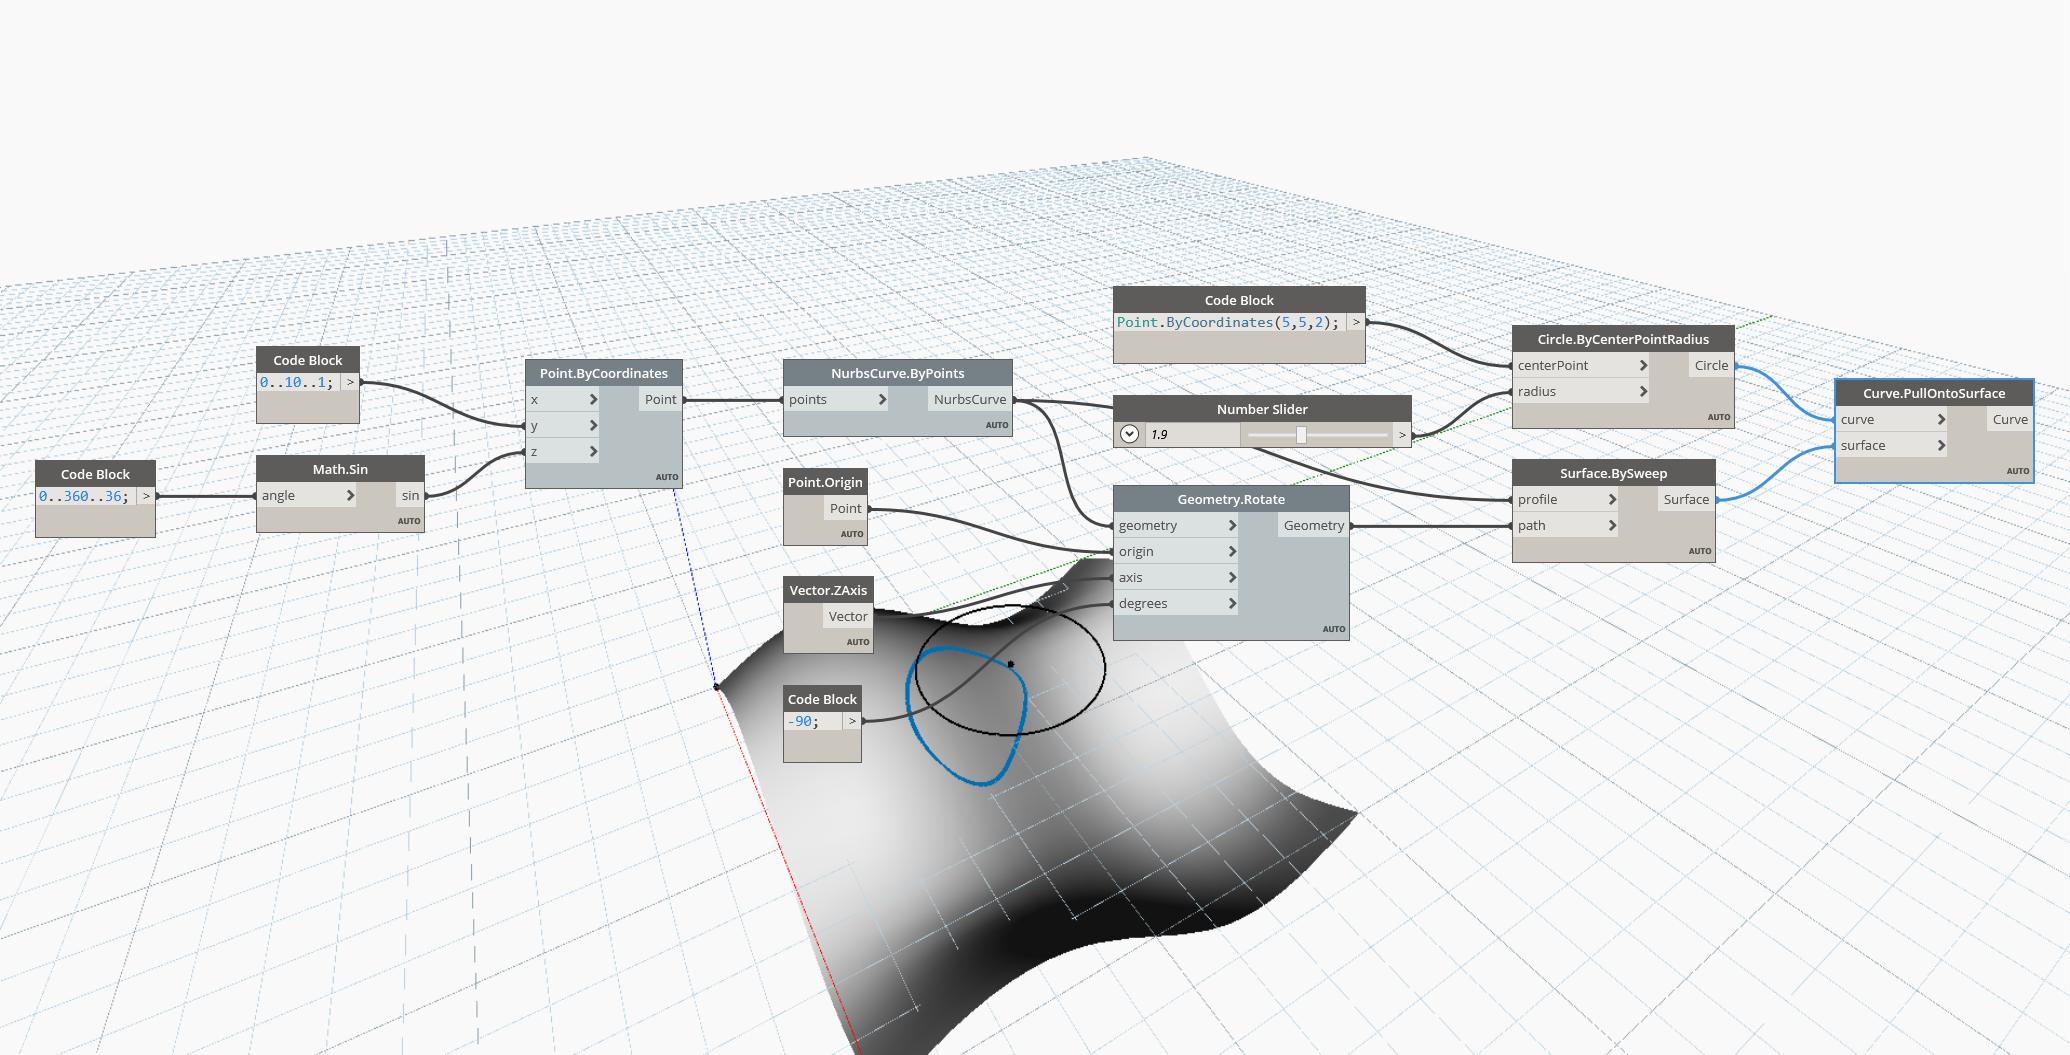 Code Block
0..360..36; >
Code Block
0..10..1; >
Math.Sin
angle > sin
AUTO
Point.ByCoordinates
x > Point
y >
z >
AUTO
NurbsCurve.ByPoints
points > NurbsCurve
AUTO
Point.Origin
Point
AUTO
Vector.ZAxis
Vector
AUTO
Code Block
-90; >
Code Block
Point.ByCoordinates(5,5,2); >
Number Slider
1.9 >
Geometry.Rotate
geometry > Geometry
origin >
axis >
degrees >
AUTO
Circle.ByCenterPointRadius
centerPoint > Circle
radius >
AUTO
Surface.BySweep
profile > Surface
path >
AUTO
Curve.PullOntoSurface
curve > Curve
surface >
AUTO